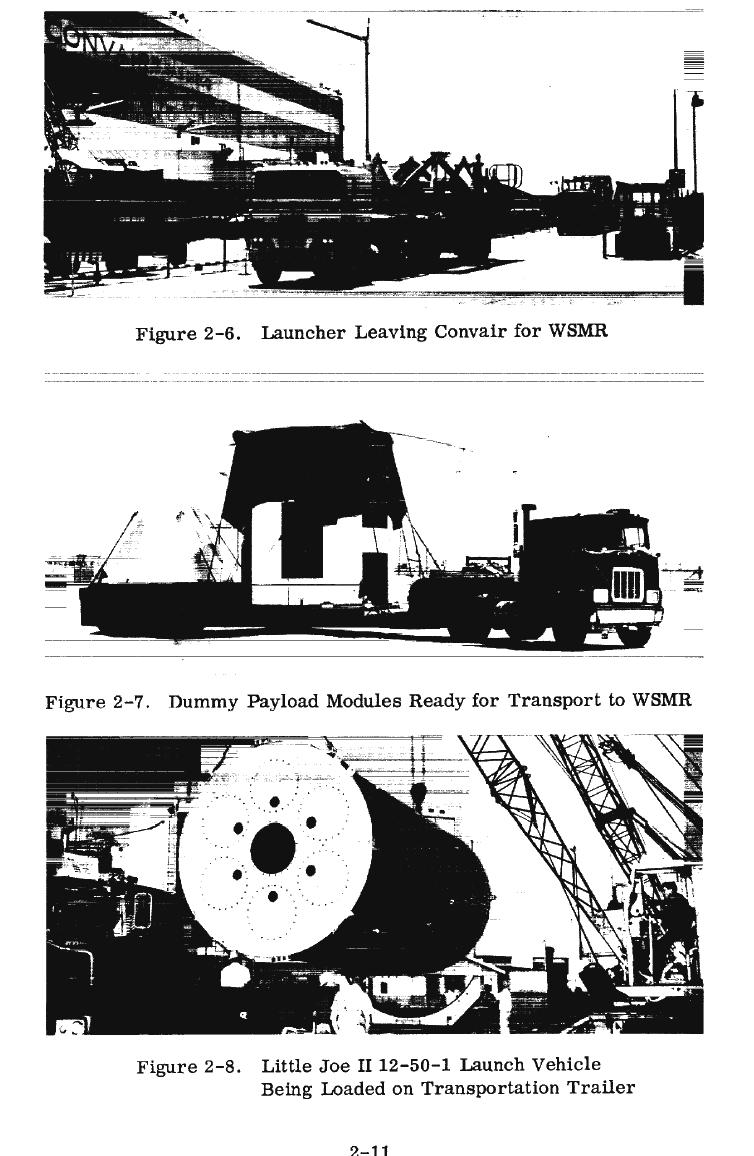 CONVAIR
Figure 2-6. Launcher Leaving Convair for WSMR
Figure 2-7. Dummy Payload Modules Ready for Transport to WSMR
Figure 2-8. Little Joe II 12-50-1 Launch Vehicle
Being Loaded on Transportation Trailer
2-11